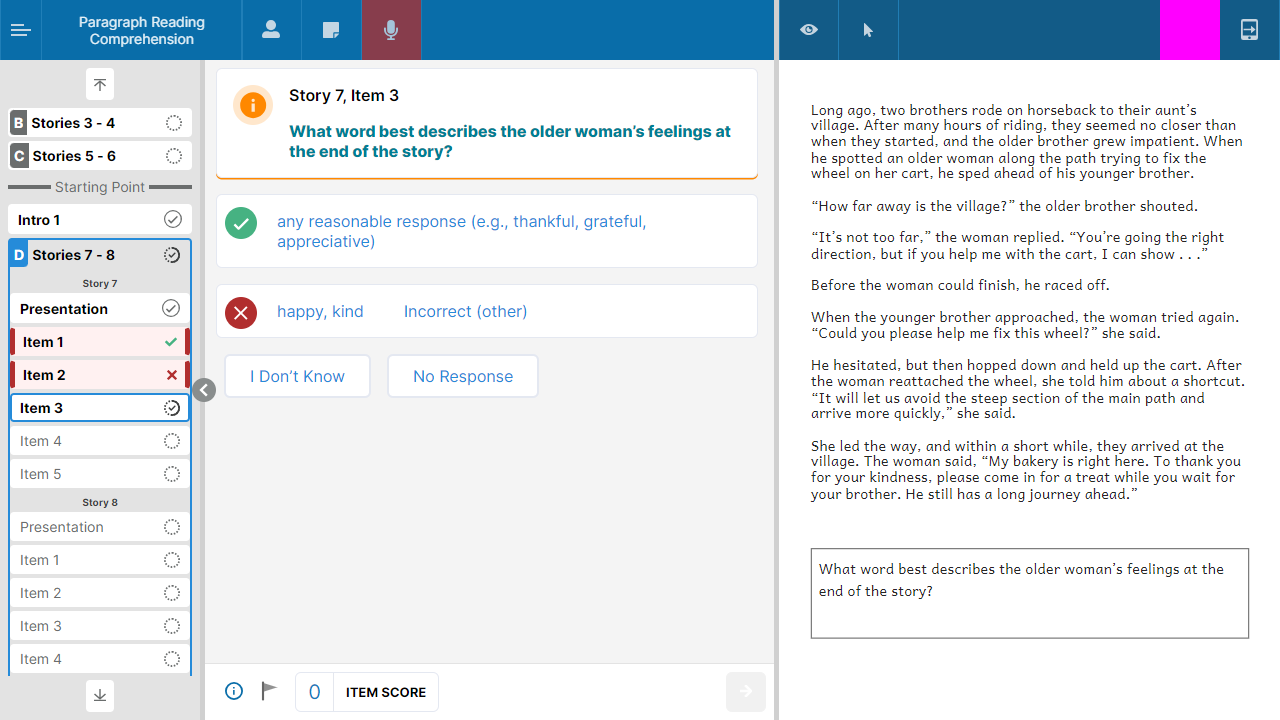 Paragraph Reading
Comprehension
B Stories 3 - 4
C Stories 5 - 6
Starting Point
Intro 1
D Stories 7 - 8
Story 7
Presentation
Item 1
Item 2
Item 3
Item 4
Item 5
Story 8
Presentation
Item 1
Item 2
Item 3
Item 4
Story 7, Item 3
What word best describes the older woman’s feelings at
the end of the story?
any reasonable response (e.g., thankful, grateful,
appreciative)
happy, kind Incorrect (other)
I Don’t Know No Response
0 ITEM SCORE
Long ago, two brothers rode on horseback to their aunt’s
village. After many hours of riding, they seemed no closer than
when they started, and the older brother grew impatient. When
he spotted an older woman along the path trying to fix the
wheel on her cart, he sped ahead of his younger brother.
“How far away is the village?” the older brother shouted.
“It’s not too far,” the woman replied. “You’re going the right
direction, but if you help me with the cart, I can show . . .”
Before the woman could finish, he raced off.
When the younger brother approached, the woman tried again.
“Could you please help me fix this wheel?” she said.
He hesitated, but then hopped down and held up the cart. After
the woman reattached the wheel, she told him about a shortcut.
“It will let us avoid the steep section of the main path and
arrive more quickly,” she said.
She led the way, and within a short while, they arrived at the
village. The woman said, “My bakery is right here. To thank you
for your kindness, please come in for a treat while you wait for
your brother. He still has a long journey ahead.”
What word best describes the older woman’s feelings at the
end of the story?